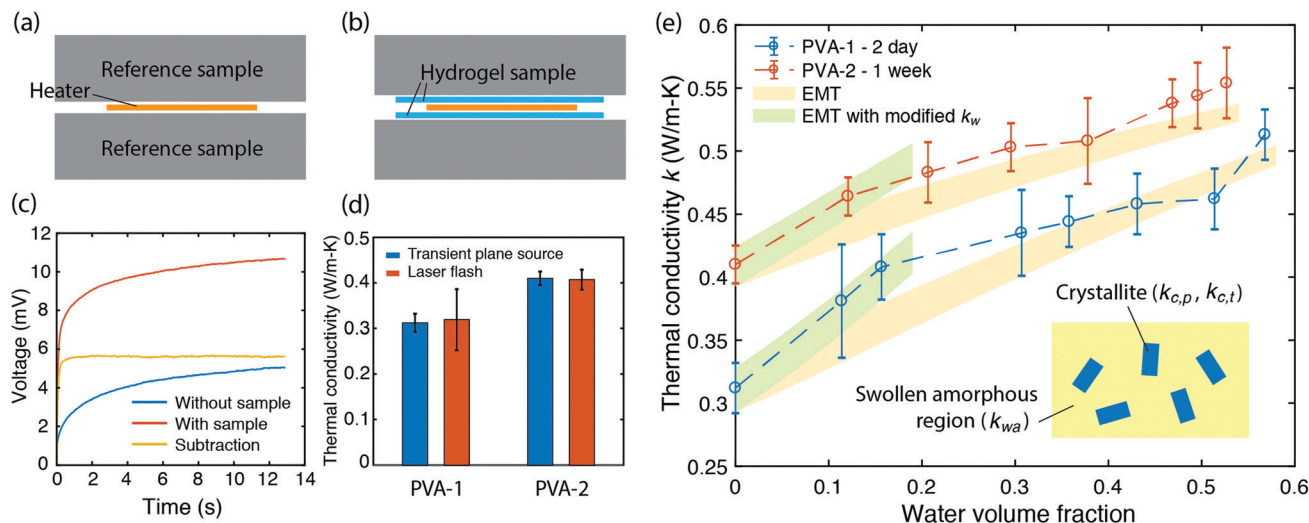 (a)
Reference sample
Heater
Reference sample
(b)
Hydrogel sample
(c)
Voltage (mV)
12
10
8
6
4
2
0
Without sample
With sample
Subtraction
0 2 4 6 8 10 12 14
Time (s)
(d)
Thermal conductivity (W/m-K)
0.5
0.4
0.3
0.2
0.1
0
Transient plane source
Laser flash
PVA-1 PVA-2
(e)
Thermal conductivity k (W/m-K)
0.6
0.55
0.5
0.45
0.4
0.35
0.3
0.25
PVA-1 - 2 day
PVA-2 - 1 week
EMT
EMT with modified kw
Crystallite (kc,p, kc,t)
Swollen amorphous
region (kwa)
0 0.1 0.2 0.3 0.4 0.5 0.6
Water volume fraction